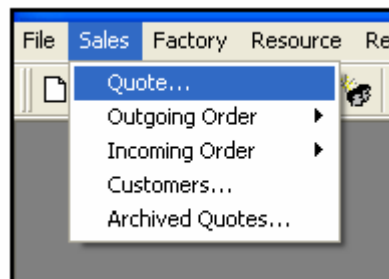 File Sales Factory Resource Re
Quote...
Outgoing Order
Incoming Order
Customers...
Archived Quotes...